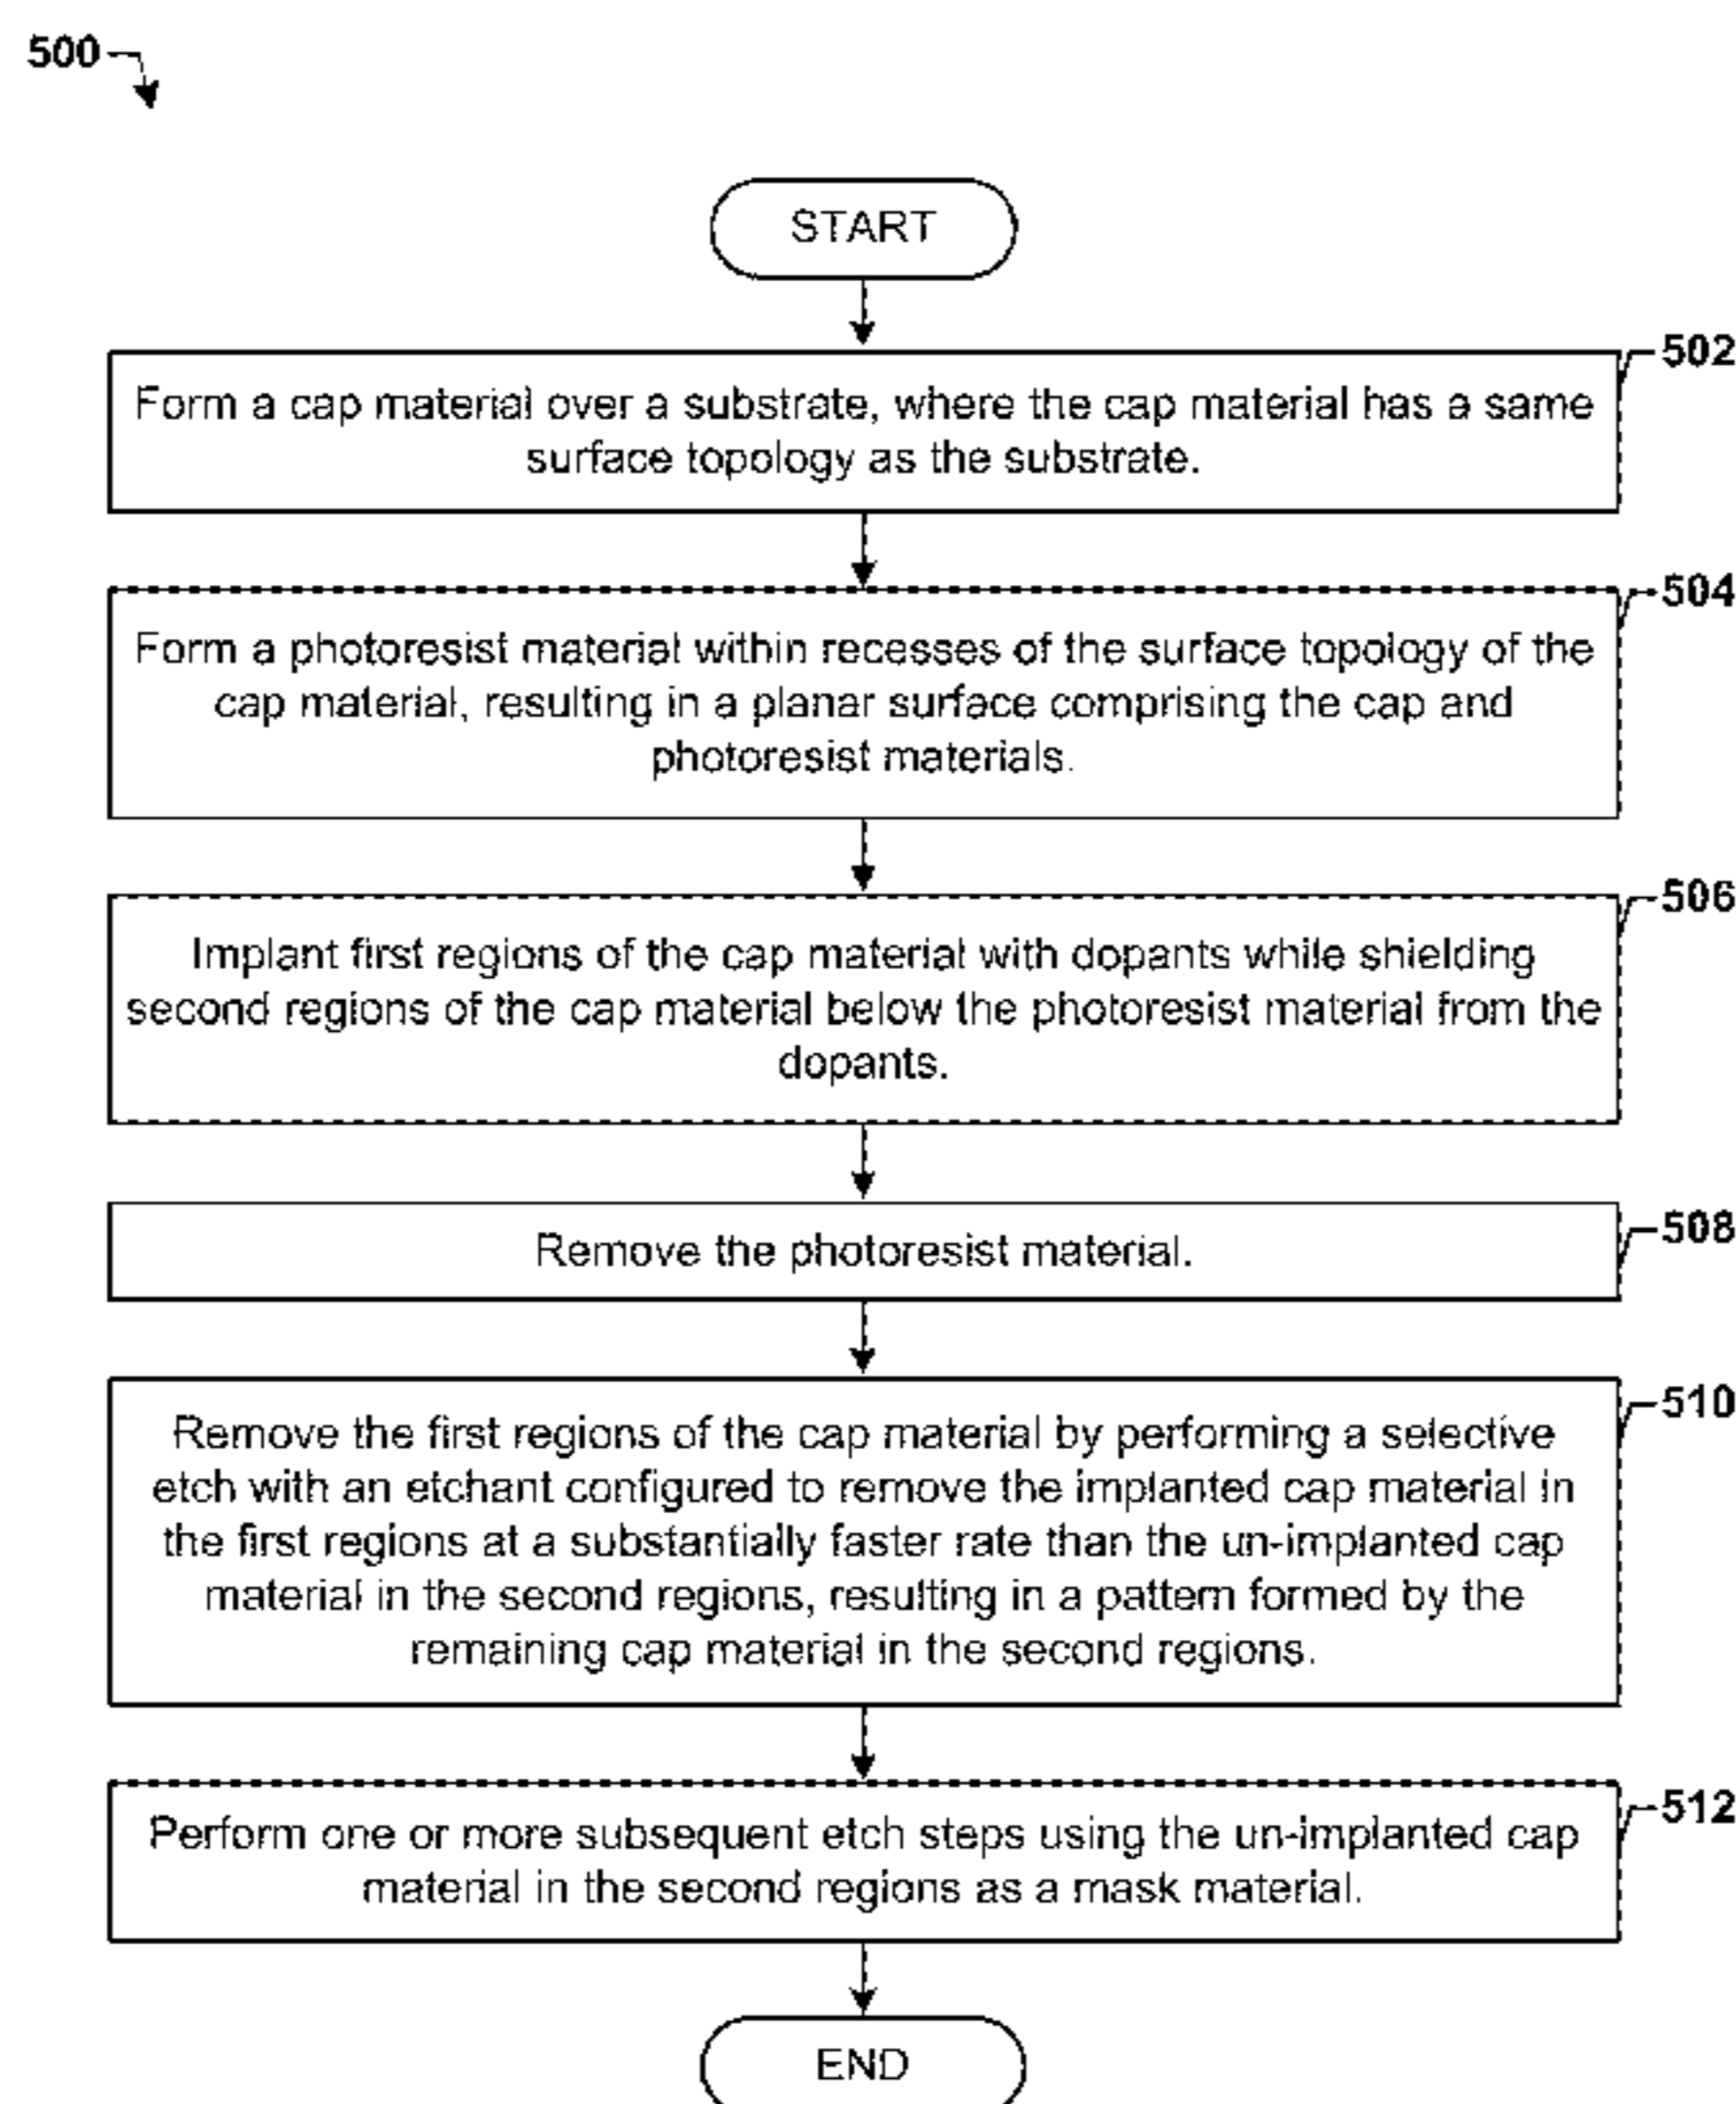 500
START
502
Form a cap material over a substrate, where the cap material has a same
surface topology as the substrate.
504
Form a photoresist material within recesses of the surface topology of the
cap material, resulting in a planar surface comprising the cap and
photoresist materials.
506
Implant first regions of the cap material with dopants while shielding
second regions of the cap material below the photoresist material from the
dopants.
508
Remove the photoresist material.
510
Remove the first regions of the cap material by performing a selective
etch with an etchant configured to remove the implanted cap material in
the first regions at a substantially faster rate than the un-implanted cap
material in the second regions, resulting in a pattern formed by the
remaining cap material in the second regions.
512
Perform one or more subsequent etch steps using the un-implanted cap
material in the second regions as a mask material.
END